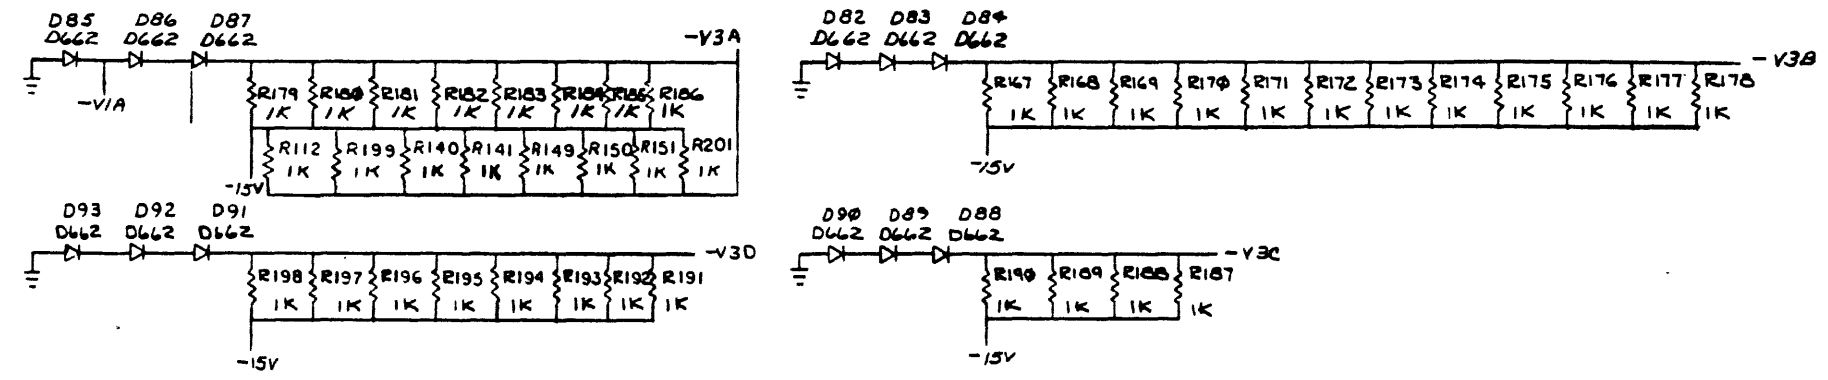 D85 D86 D87
D662 D662 D662
-V3A
-V1A
R179 R180 R181 R182 R183 R184 R185 R186
1K 1K 1K 1K 1K 1K 1K 1K
R112 R199 R140 R141 R149 R150 R151 R201
1K 1K 1K 1K 1K 1K 1K 1K
-15V
D82 D83 D84
D662 D662 D662
-V3B
R167 R168 R169 R170 R171 R172 R173 R174 R175 R176 R177 R178
1K 1K 1K 1K 1K 1K 1K 1K 1K 1K 1K 1K
-15V
D93 D92 D91
D662 D662 D662
-V3D
R198 R197 R196 R195 R194 R193 R192 R191
1K 1K 1K 1K 1K 1K 1K 1K
-15V
D90 D89 D88
D662 D662 D662
-V3C
R190 R189 R188 R187
1K 1K 1K 1K
-15V